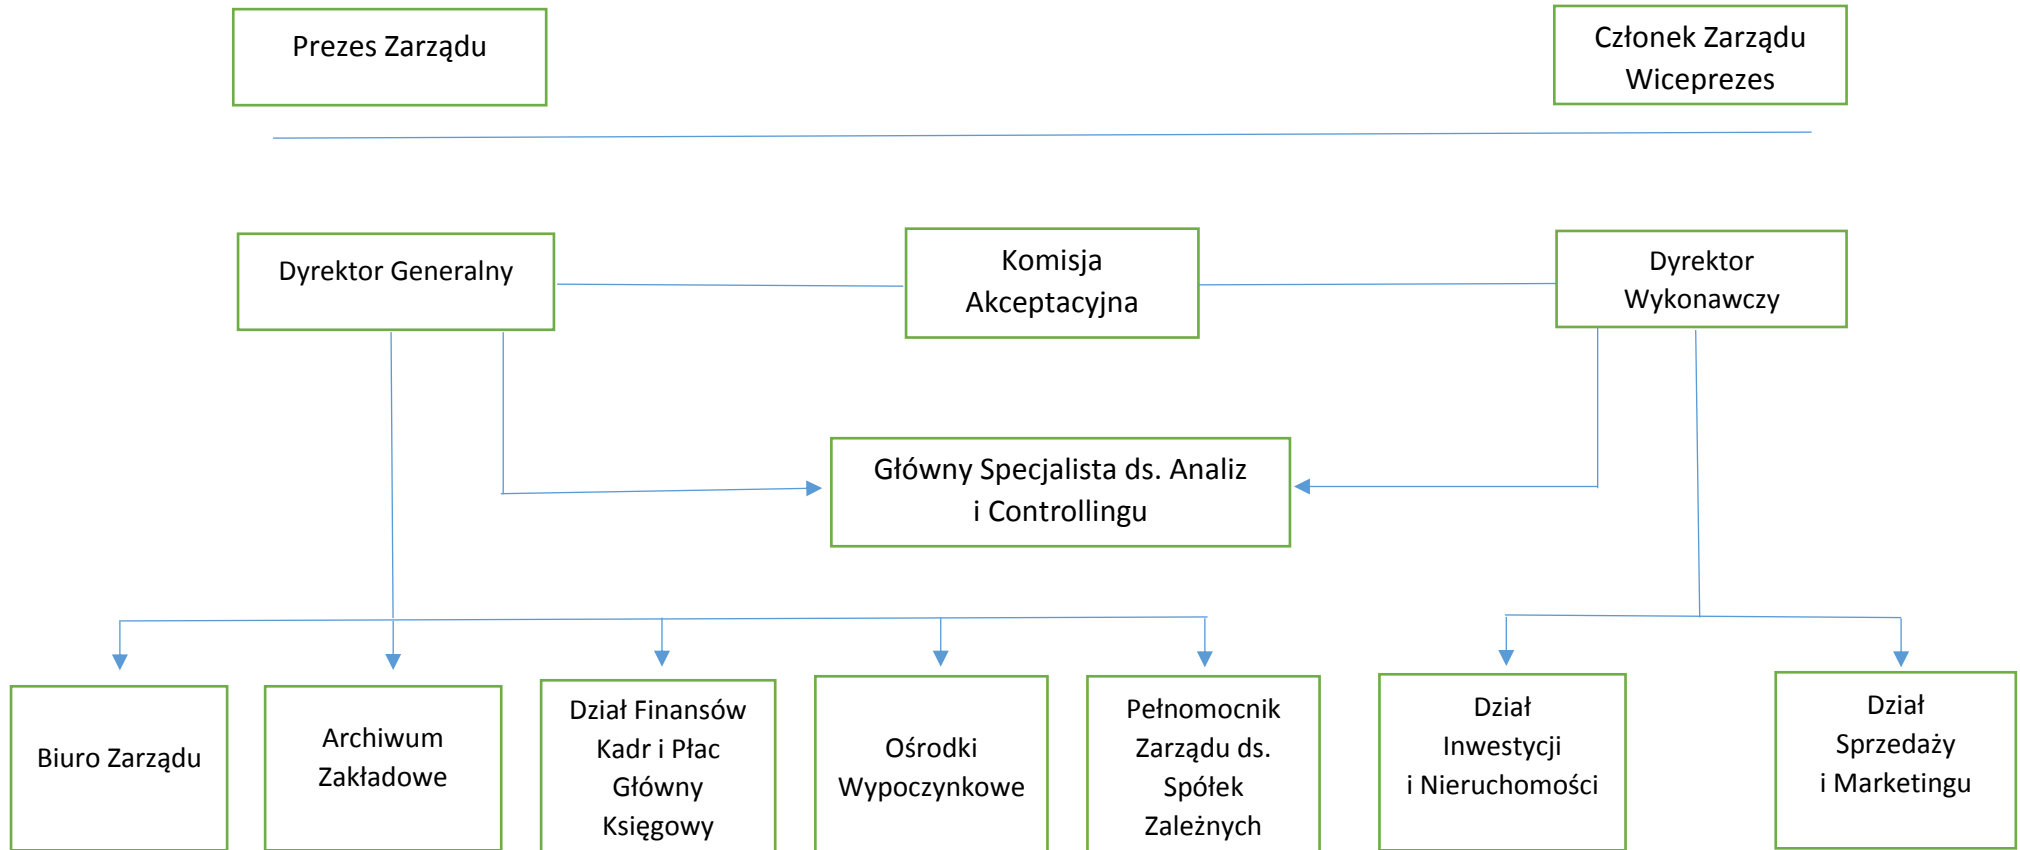 Prezes Zarządu
Członek Zarządu
Wiceprezes
Dyrektor Generalny
Komisja
Akceptacyjna
Dyrektor
Wykonawczy
Główny Specjalista ds. Analiz
i Controllingu
Biuro Zarządu
Archiwum
Zakładowe
Dział Finansów
Kadr i Płac
Główny
Księgowy
Ośrodki
Wypoczynkowe
Pełnomocnik
Zarządu ds.
Spółek
Zależnych
Dział
Inwestycji
i Nieruchomości
Dział
Sprzedaży
i Marketingu